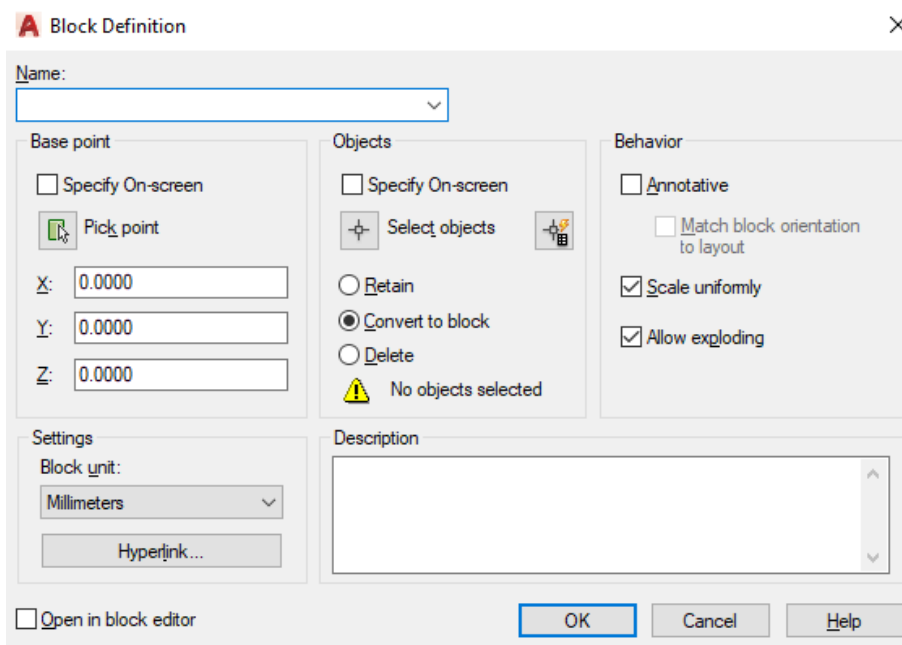 Block Definition
Name:
Base point
Specify On-screen
Pick point
X: 0.0000
Y: 0.0000
Z: 0.0000
Objects
Specify On-screen
Select objects
Retain
Convert to block
Delete
No objects selected
Behavior
Annotative
Match block orientation
to layout
Scale uniformly
Allow exploding
Settings
Block unit:
Millimeters
Hyperlink...
Description
Open in block editor
OK
Cancel
Help